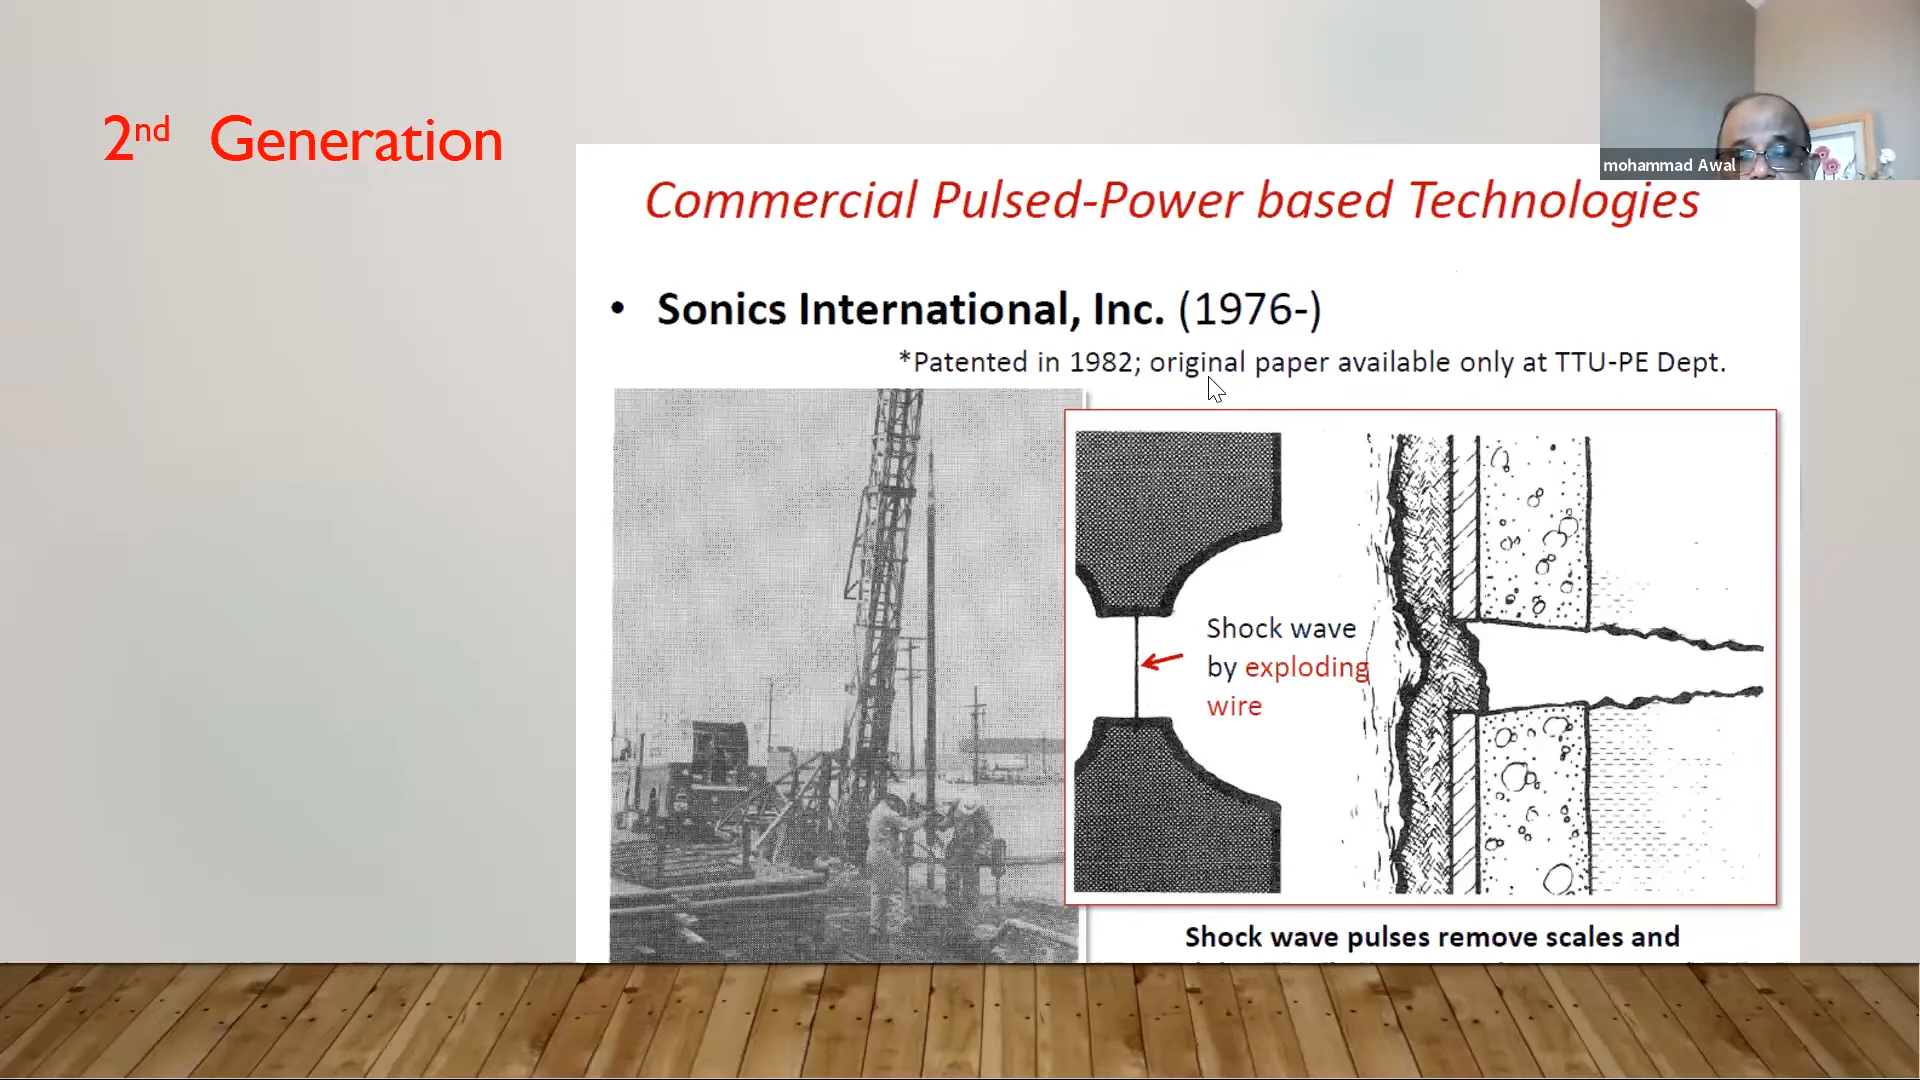 2nd Generation
mohammad Awal
Commercial Pulsed-Power based Technologies
• Sonics International, Inc. (1976-)
*Patented in 1982; original paper available only at TTU-PE Dept.
Shock wave
by exploding
wire
Shock wave pulses remove scales and